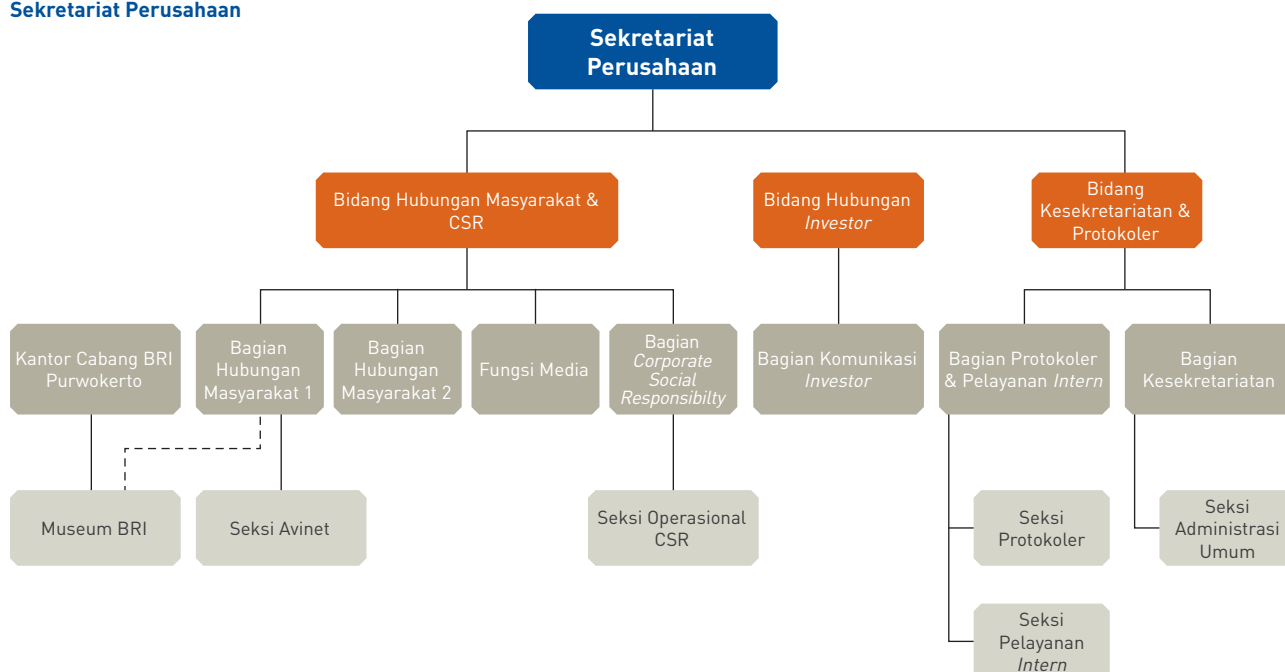 Sekretariat Perusahaan
Sekretariat
Perusahaan
Bidang Hubungan Masyarakat &
CSR
Bidang Hubungan
Investor
Bidang
Kesekretariatan &
Protokoler
Kantor Cabang BRI
Purwokerto
Bagian
Hubungan
Masyarakat 1
Bagian
Hubungan
Masyarakat 2
Fungsi Media
Bagian
Corporate
Social
Responsibilty
Bagian Komunikasi
Investor
Bagian Protokoler
& Pelayanan Intern
Bagian
Kesekretariatan
Museum BRI
Seksi Avinet
Seksi Operasional
CSR
Seksi
Protokoler
Seksi
Administrasi
Umum
Seksi
Pelayanan
Intern